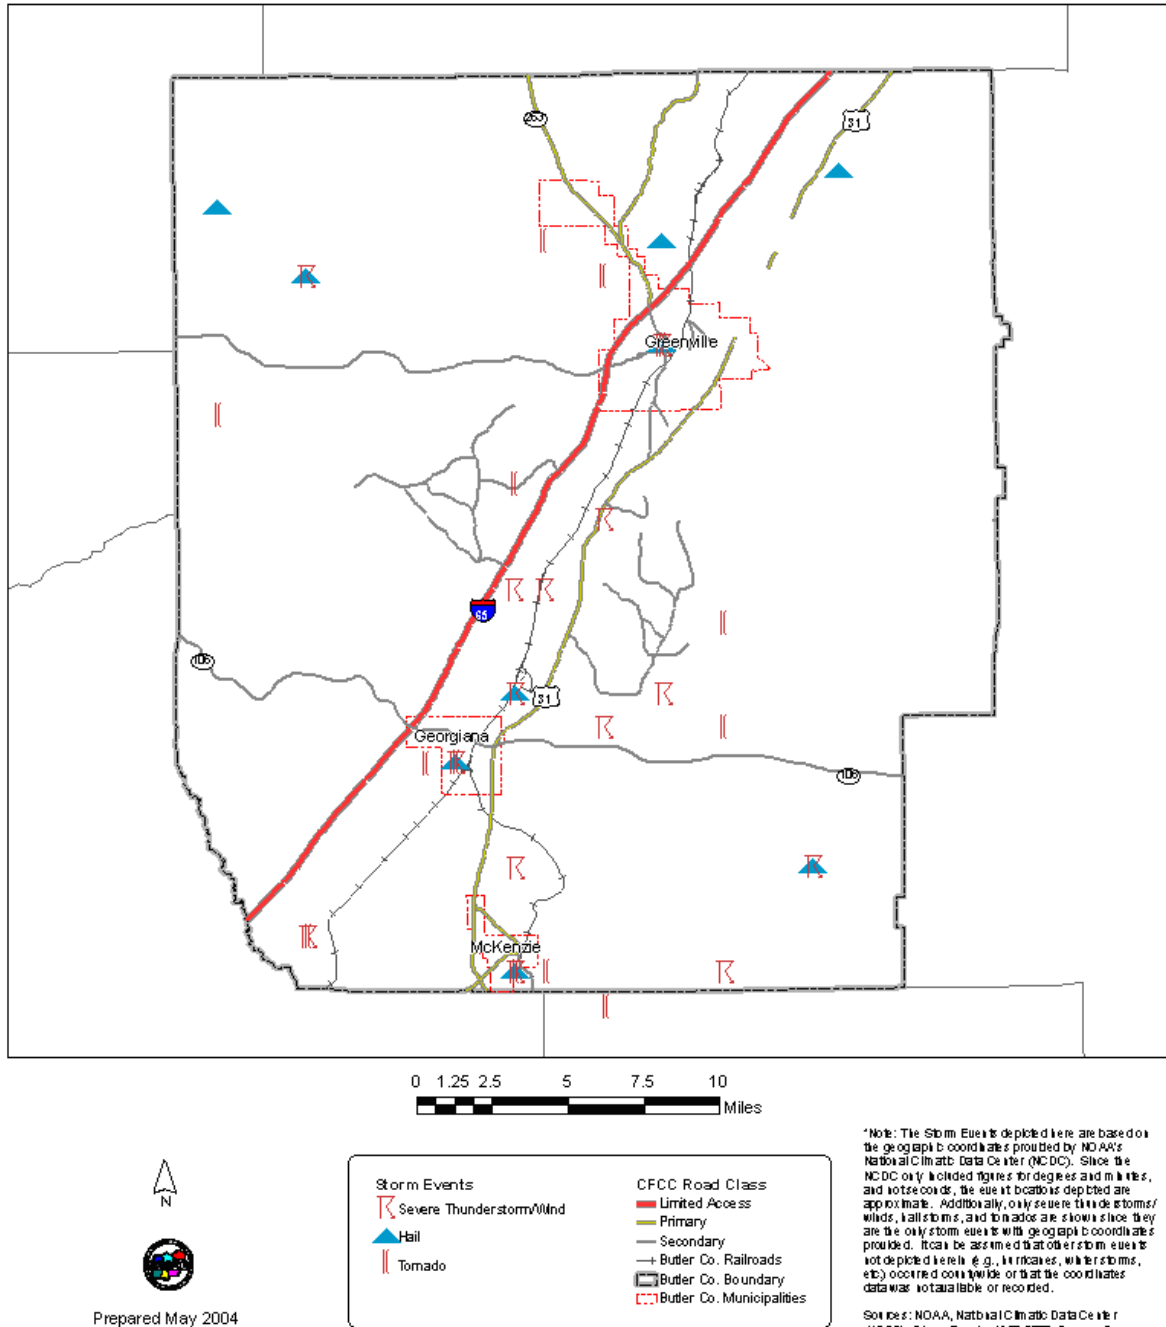 263
31
Greenville
65
106
31
Georgiana
106
McKenzie
0 1.25 2.5 5 7.5 10
Miles
N
Prepared May 2004
Storm Events
Severe Thunderstorm/Wind
Hail
Tornado
CFCC Road Class
Limited Access
Primary
Secondary
Butler Co. Railroads
Butler Co. Boundary
Butler Co. Municipalities
*Note: The Storm Events depicted here are based on
the geographic coordinates provided by NOAA's
National Climatic Data Center (NCDC). Since the
NCDC only included figures for degrees and minutes,
and not seconds, the event locations depicted are
approximate. Additionally, only severe thunderstorms/
winds, hailstorms, and tornados are shown since they
are the only storm events with geographic coordinates
provided. It can be assumed that other storm events
not depicted herein (e.g., hurricanes, winter storms,
etc.) occurred countywide or that the coordinates
data was not available or recorded.
Sources: NOAA, National Climatic Data Center